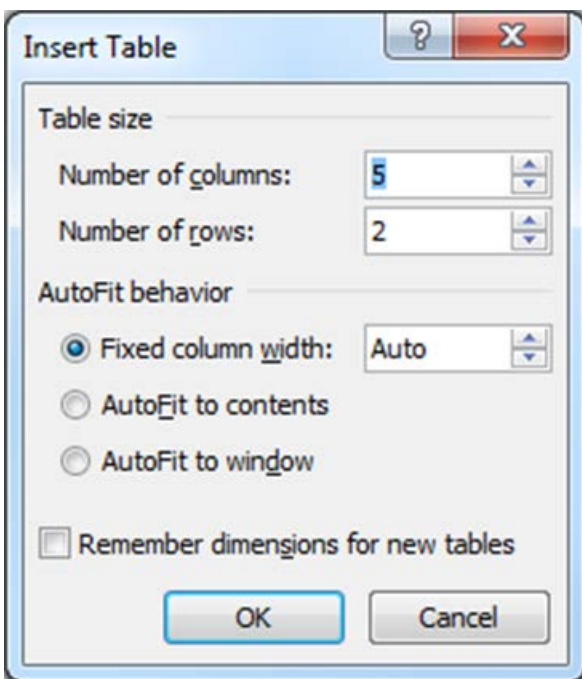 Insert Table ?
Table size
Number of columns: 5
Number of rows: 2
AutoFit behavior
Fixed column width: Auto
AutoFit to contents
AutoFit to window
Remember dimensions for new tables
OK Cancel